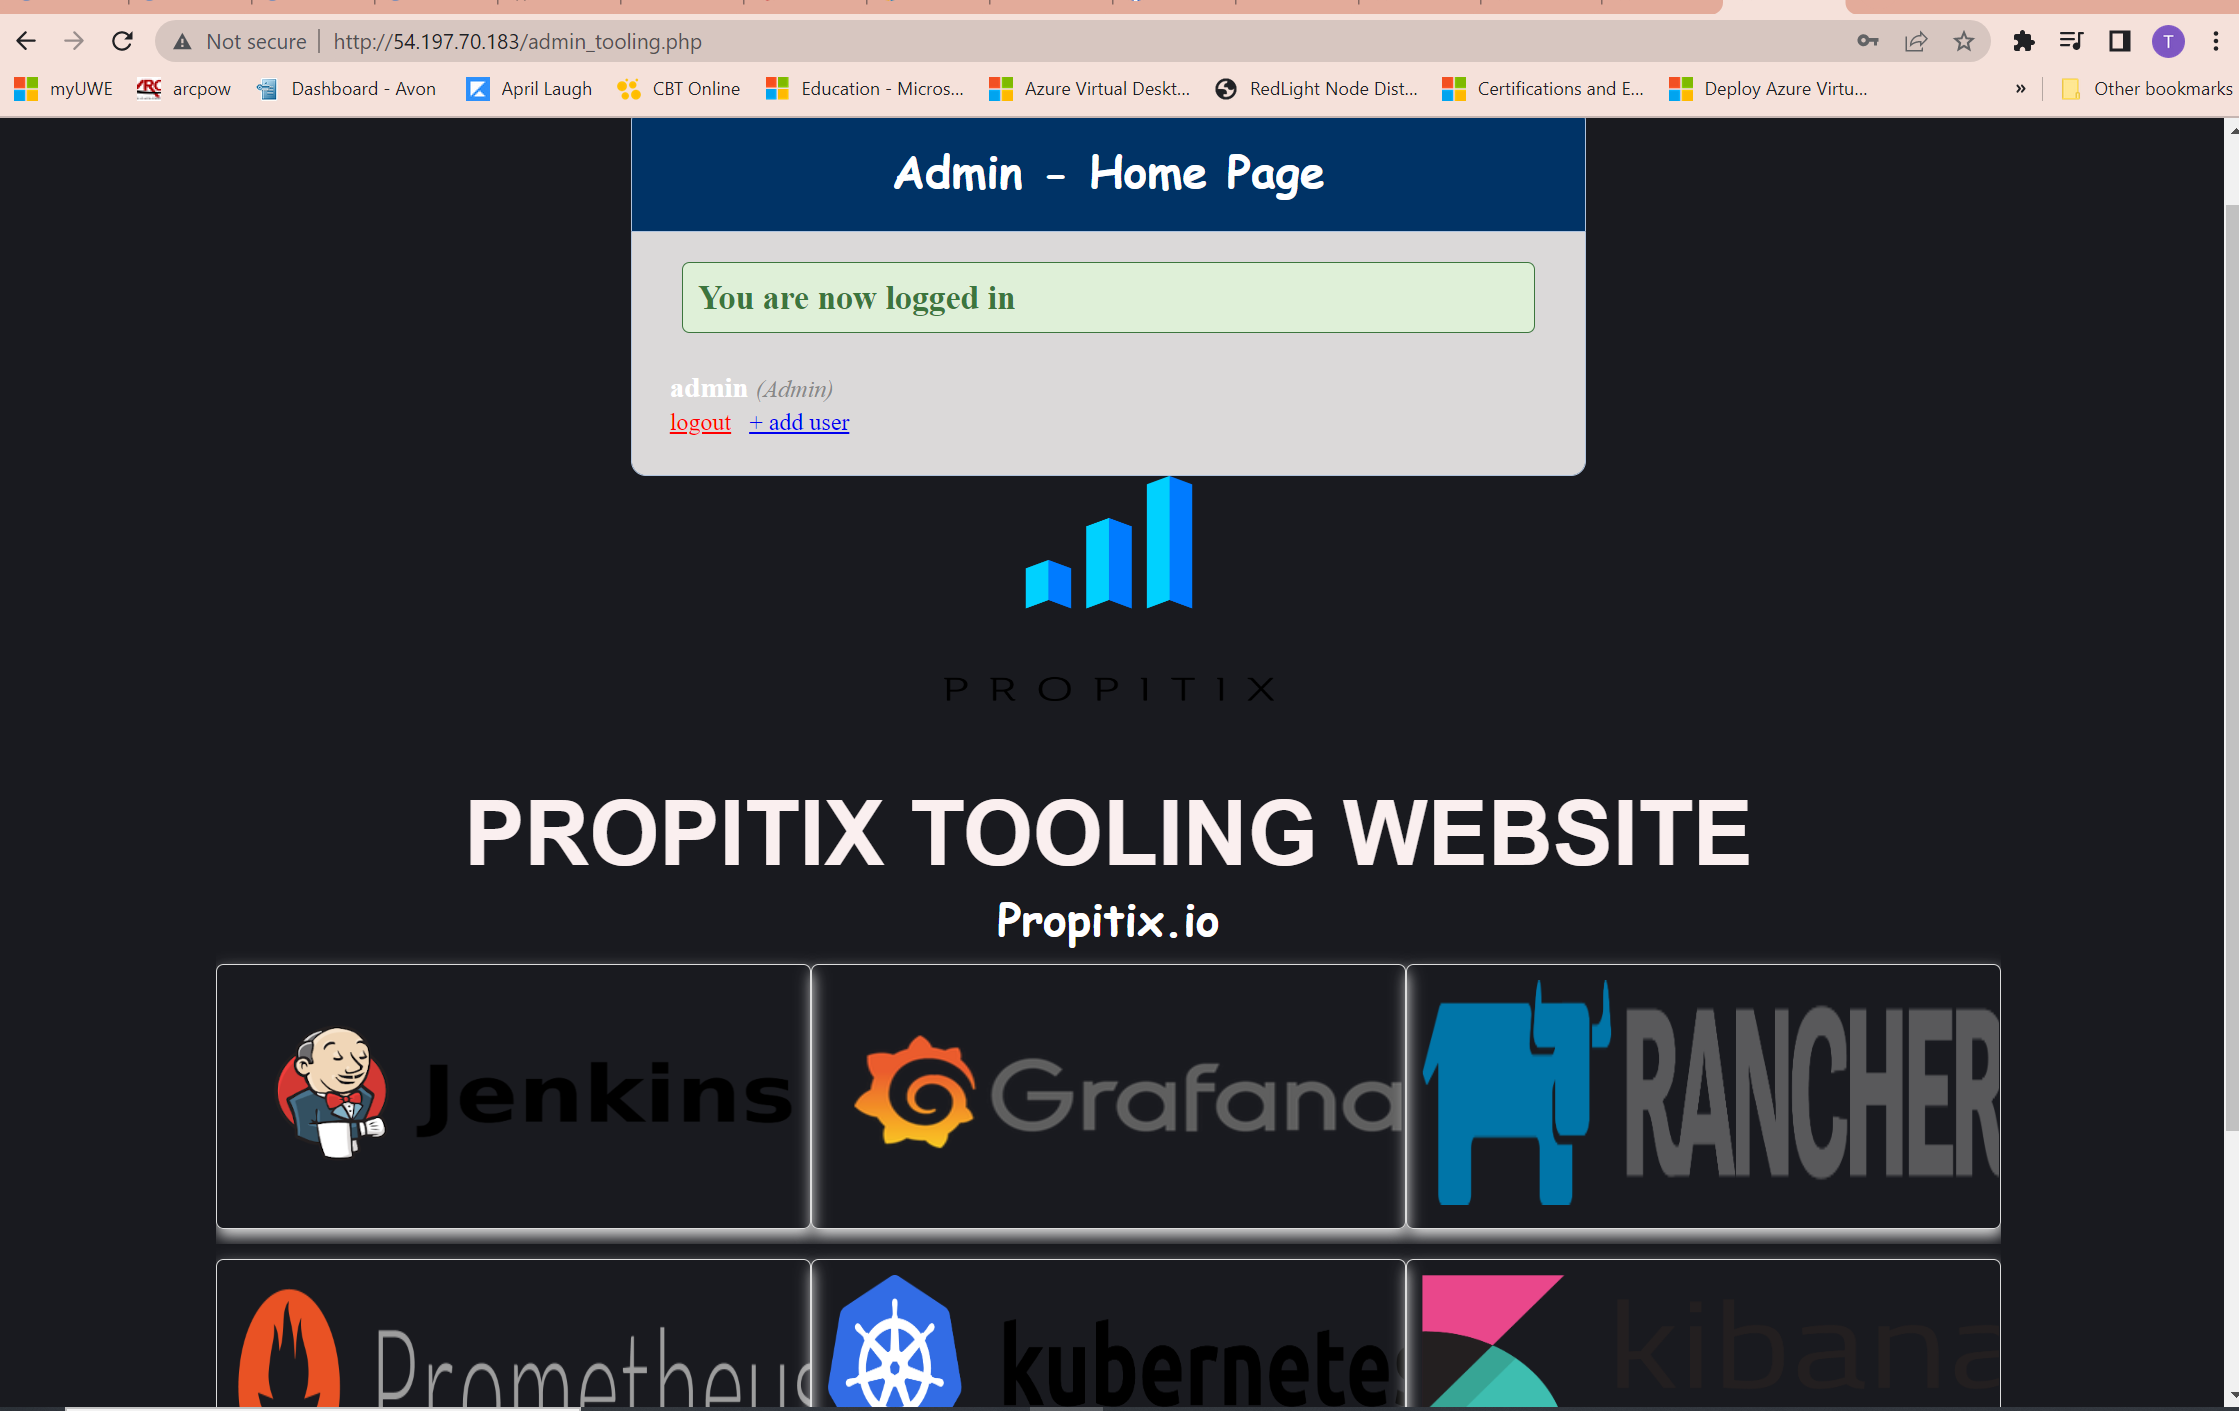 Not secure | http://54.197.70.183/admin_tooling.php T
myUWE arcpow Dashboard - Avon April Laugh CBT Online Education - Micros... Azure Virtual Deskt... RedLight Node Dist... Certifications and E... Deploy Azure Virtu... » Other bookmarks
Admin - Home Page
You are now logged in
admin (Admin)
logout + add user
PROPITIX
PROPITIX TOOLING WEBSITE
Propitix.io
Jenkins Grafana RANCHER
Prometheus kubernetes kibana